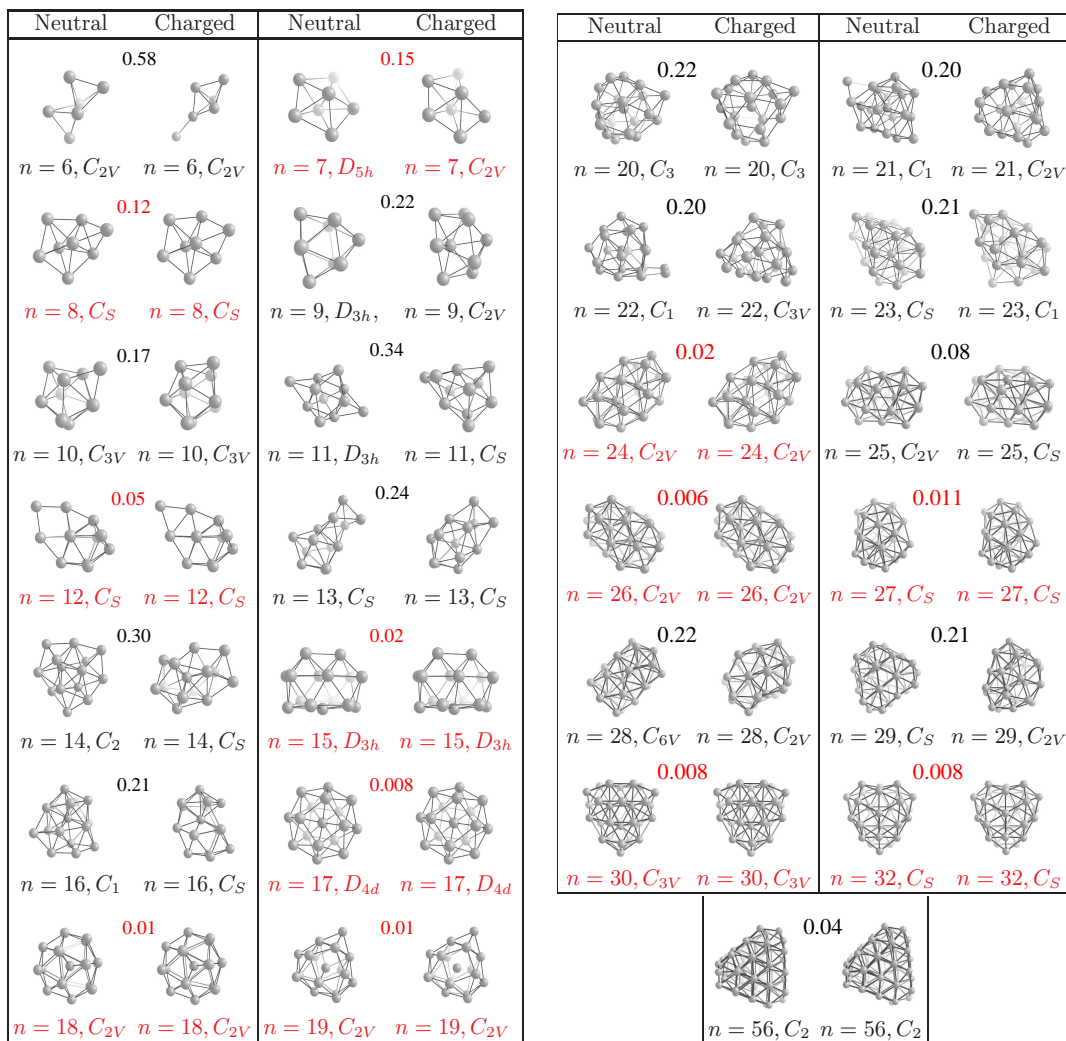 Neutral Charged Neutral Charged
0.58 0.15
n = 6, C2V n = 6, C2V n = 7, D5h n = 7, C2V
0.12 0.22
n = 8, CS n = 8, CS n = 9, D3h, n = 9, C2V
0.17 0.34
n = 10, C3V n = 10, C3V n = 11, D3h n = 11, CS
0.05 0.24
n = 12, CS n = 12, CS n = 13, CS n = 13, CS
0.30 0.02
n = 14, C2 n = 14, CS n = 15, D3h n = 15, D3h
0.21 0.008
n = 16, C1 n = 16, CS n = 17, D4d n = 17, D4d
0.01 0.01
n = 18, C2V n = 18, C2V n = 19, C2V n = 19, C2V
Neutral Charged Neutral Charged
0.22 0.20
n = 20, C3 n = 20, C3 n = 21, C1 n = 21, C2V
0.20 0.21
n = 22, C1 n = 22, C3V n = 23, CS n = 23, C1
0.02 0.08
n = 24, C2V n = 24, C2V n = 25, C2V n = 25, CS
0.006 0.011
n = 26, C2V n = 26, C2V n = 27, CS n = 27, CS
0.22 0.21
n = 28, C6V n = 28, C2V n = 29, CS n = 29, C2V
0.008 0.008
n = 30, C3V n = 30, C3V n = 32, CS n = 32, CS
0.04
n = 56, C2 n = 56, C2